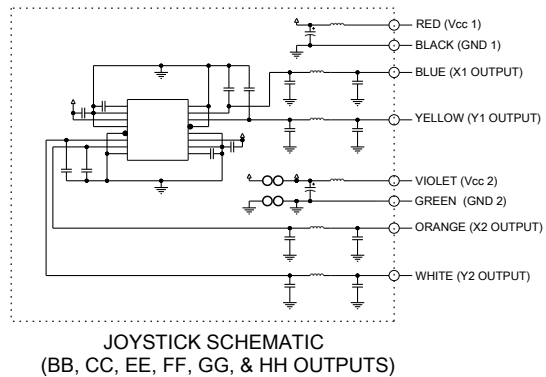 RED (Vcc 1)
BLACK (GND 1)
BLUE (X1 OUTPUT)
YELLOW (Y1 OUTPUT)
VIOLET (Vcc 2)
GREEN (GND 2)
ORANGE (X2 OUTPUT)
WHITE (Y2 OUTPUT)
JOYSTICK SCHEMATIC
(BB, CC, EE, FF, GG, & HH OUTPUTS)